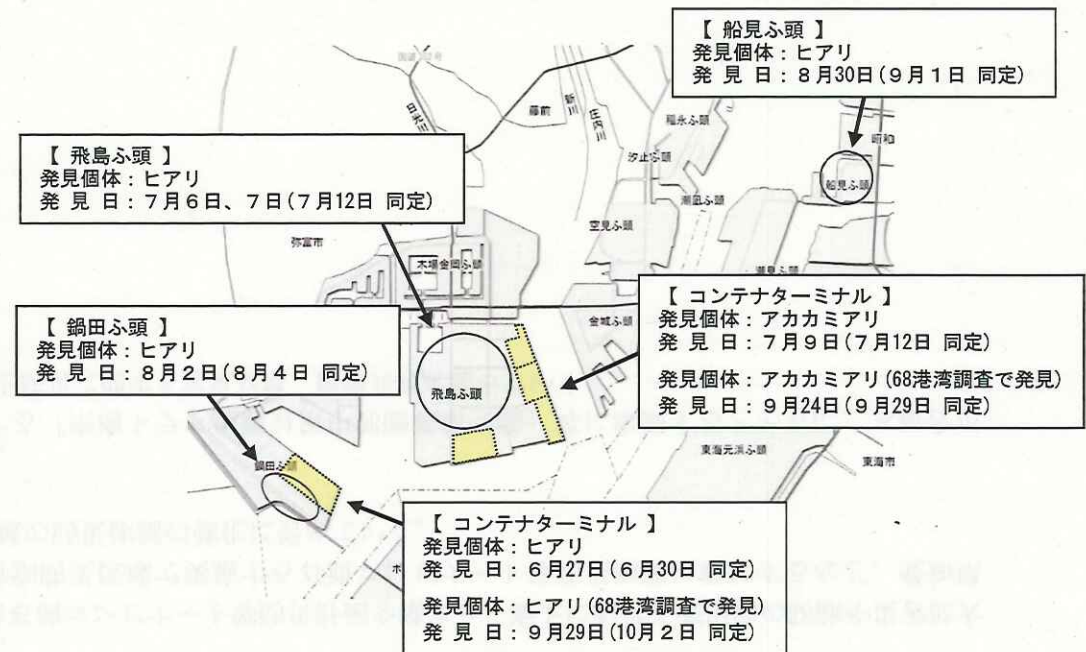 【 船見ふ頭 】
発見個体：ヒアリ
発 見 日：８月30日（９月１日 同定）
【 飛島ふ頭 】
発見個体：ヒアリ
発 見 日：７月６日、７日（７月12日 同定）
【 鍋田ふ頭 】
発見個体：ヒアリ
発 見 日：８月２日（８月４日 同定）
【 コンテナターミナル 】
発見個体：アカカミアリ
発 見 日：７月９日（７月12日 同定）
発見個体：アカカミアリ（68港湾調査で発見）
発 見 日：９月24日（９月29日 同定）
【 コンテナターミナル 】
発見個体：ヒアリ
発 見 日：６月27日（６月30日 同定）
発見個体：ヒアリ（68港湾調査で発見）
発 見 日：９月29日（10月２日 同定）
藤前
新川
庄内川
稲永ふ頭
汐止ふ頭
昭和
船見ふ頭
潮凪ふ頭
空見ふ頭
弥富市
木場金岡ふ頭
潮見ふ頭
金城ふ頭
飛島ふ頭
鍋田ふ頭
東海元浜ふ頭
東海市
ポ